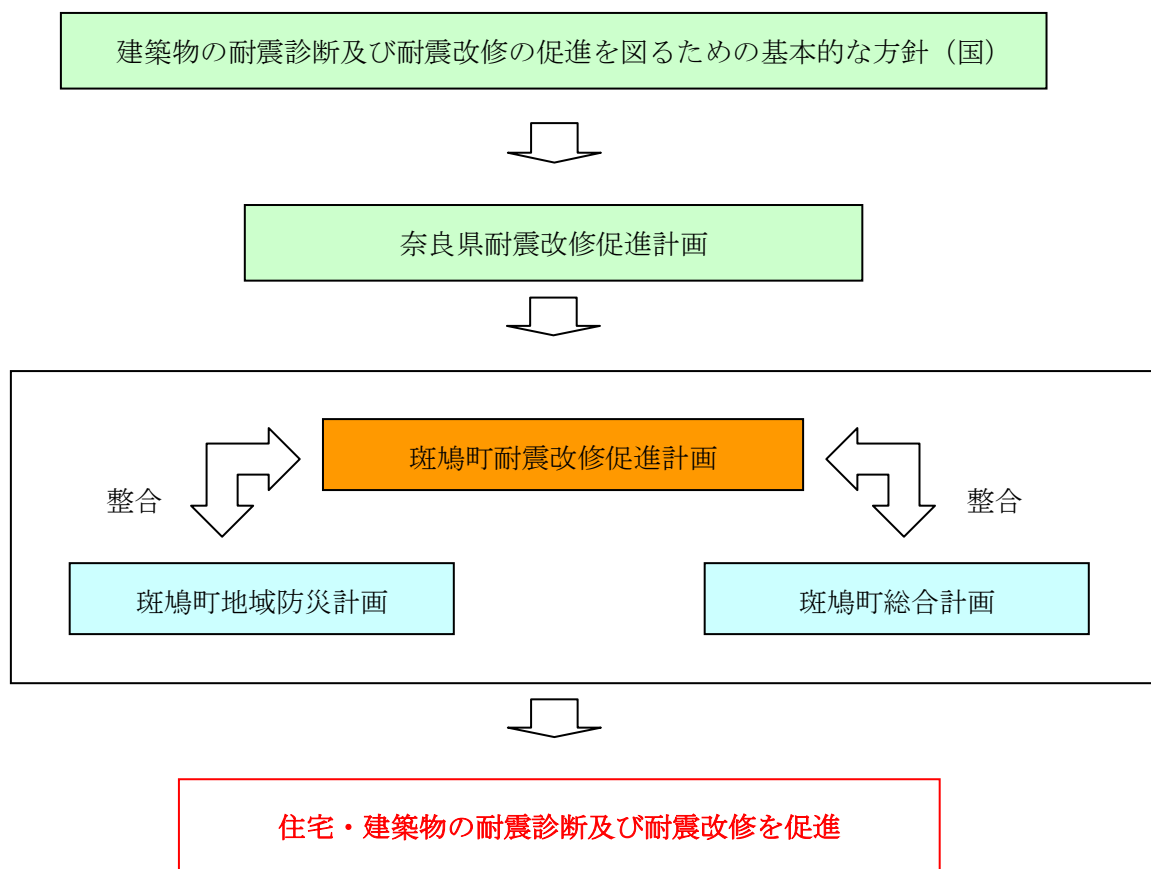 建築物の耐震診断及び耐震改修の促進を図るための基本的な方針（国）
奈良県耐震改修促進計画
斑鳩町耐震改修促進計画
整合
整合
斑鳩町地域防災計画
斑鳩町総合計画
住宅・建築物の耐震診断及び耐震改修を促進